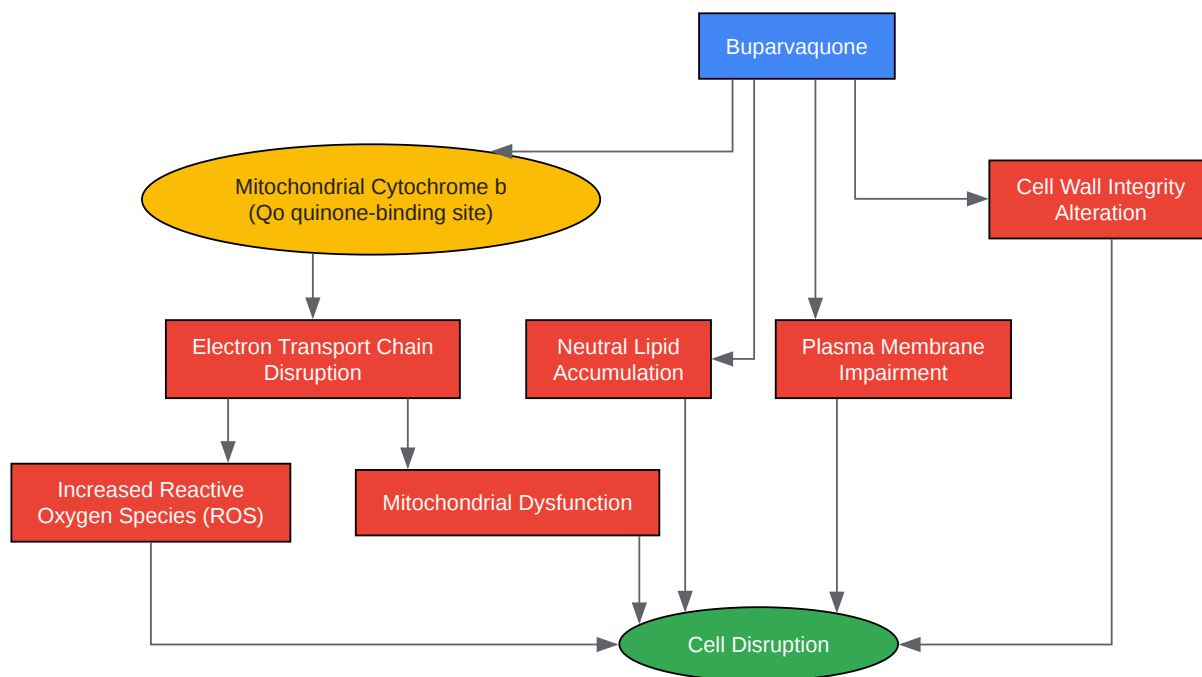 Buparvaquone
Mitochondrial Cytochrome b
(Qo quinone-binding site)
Cell Wall Integrity
Alteration
Electron Transport Chain
Disruption
Neutral Lipid
Accumulation
Plasma Membrane
Impairment
Increased Reactive
Oxygen Species (ROS)
Mitochondrial Dysfunction
Cell Disruption